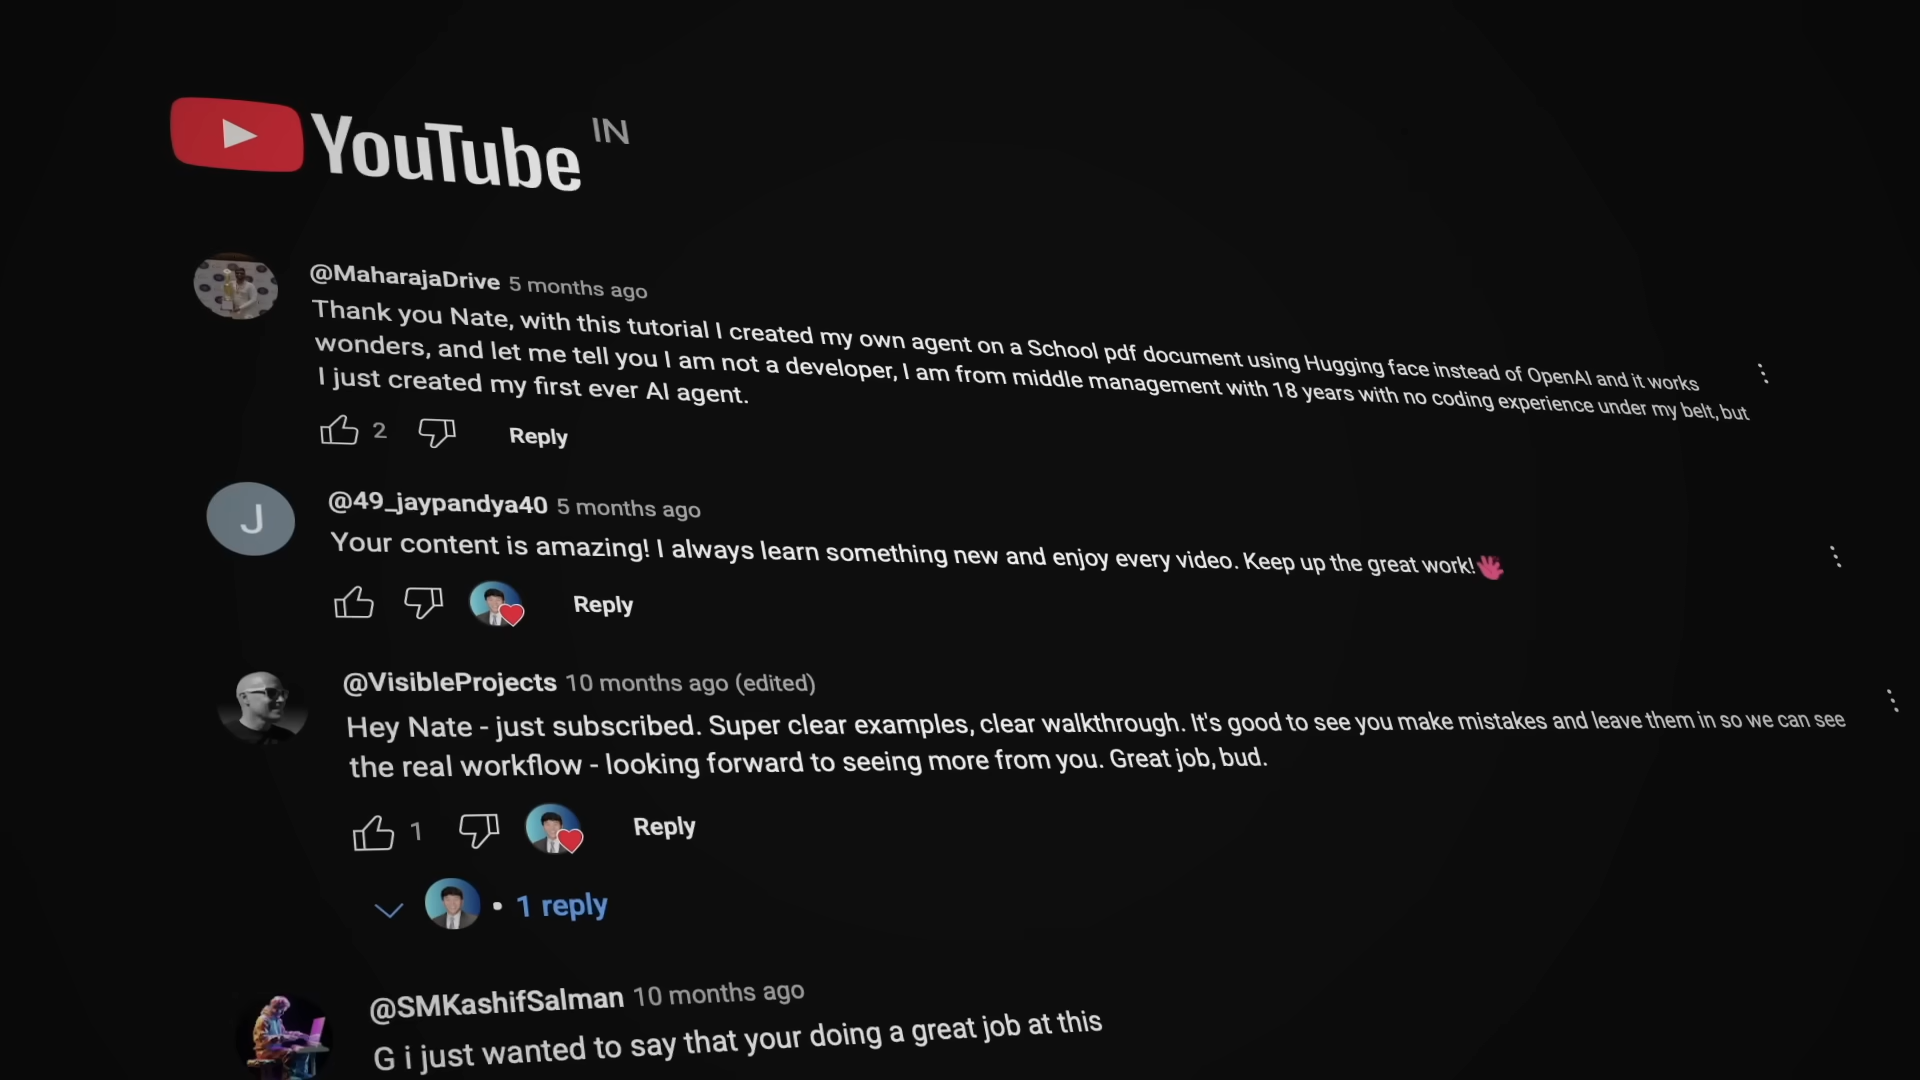 YouTube IN
@MaharajaDrive 5 months ago
Thank you Nate, with this tutorial I created my own agent on a School pdf document using Hugging face instead of OpenAI and it works
wonders, and let me tell you I am not a developer, I am from middle management with 18 years with no coding experience under my belt, but
I just created my first ever AI agent.
2 Reply
J
@49_jaypandya40 5 months ago
Your content is amazing! I always learn something new and enjoy every video. Keep up the great work!👋
Reply
@VisibleProjects 10 months ago (edited)
Hey Nate - just subscribed. Super clear examples, clear walkthrough. It's good to see you make mistakes and leave them in so we can see
the real workflow - looking forward to seeing more from you. Great job, bud.
1 Reply
• 1 reply
@SMKashifSalman 10 months ago
G i just wanted to say that your doing a great job at this